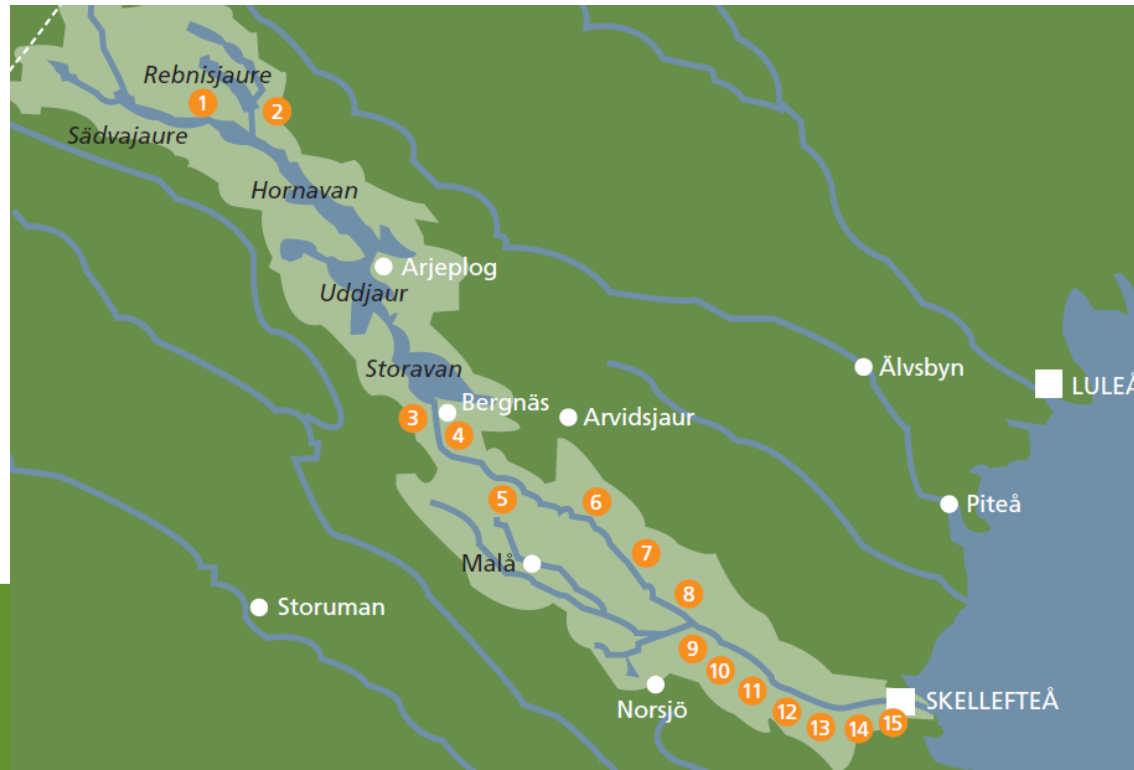 Rebnisjaure
1
2
Sädvajaure
Hornavan
Arjeplog
Uddjaur
Storavan
Älvsbyn
LULEÅ
Bergnäs
3
4
Arvidsjaur
5
6
Piteå
7
Malå
8
Storuman
9
10
11
Norsjö
12
13
14
15
SKELLEFTEÅ